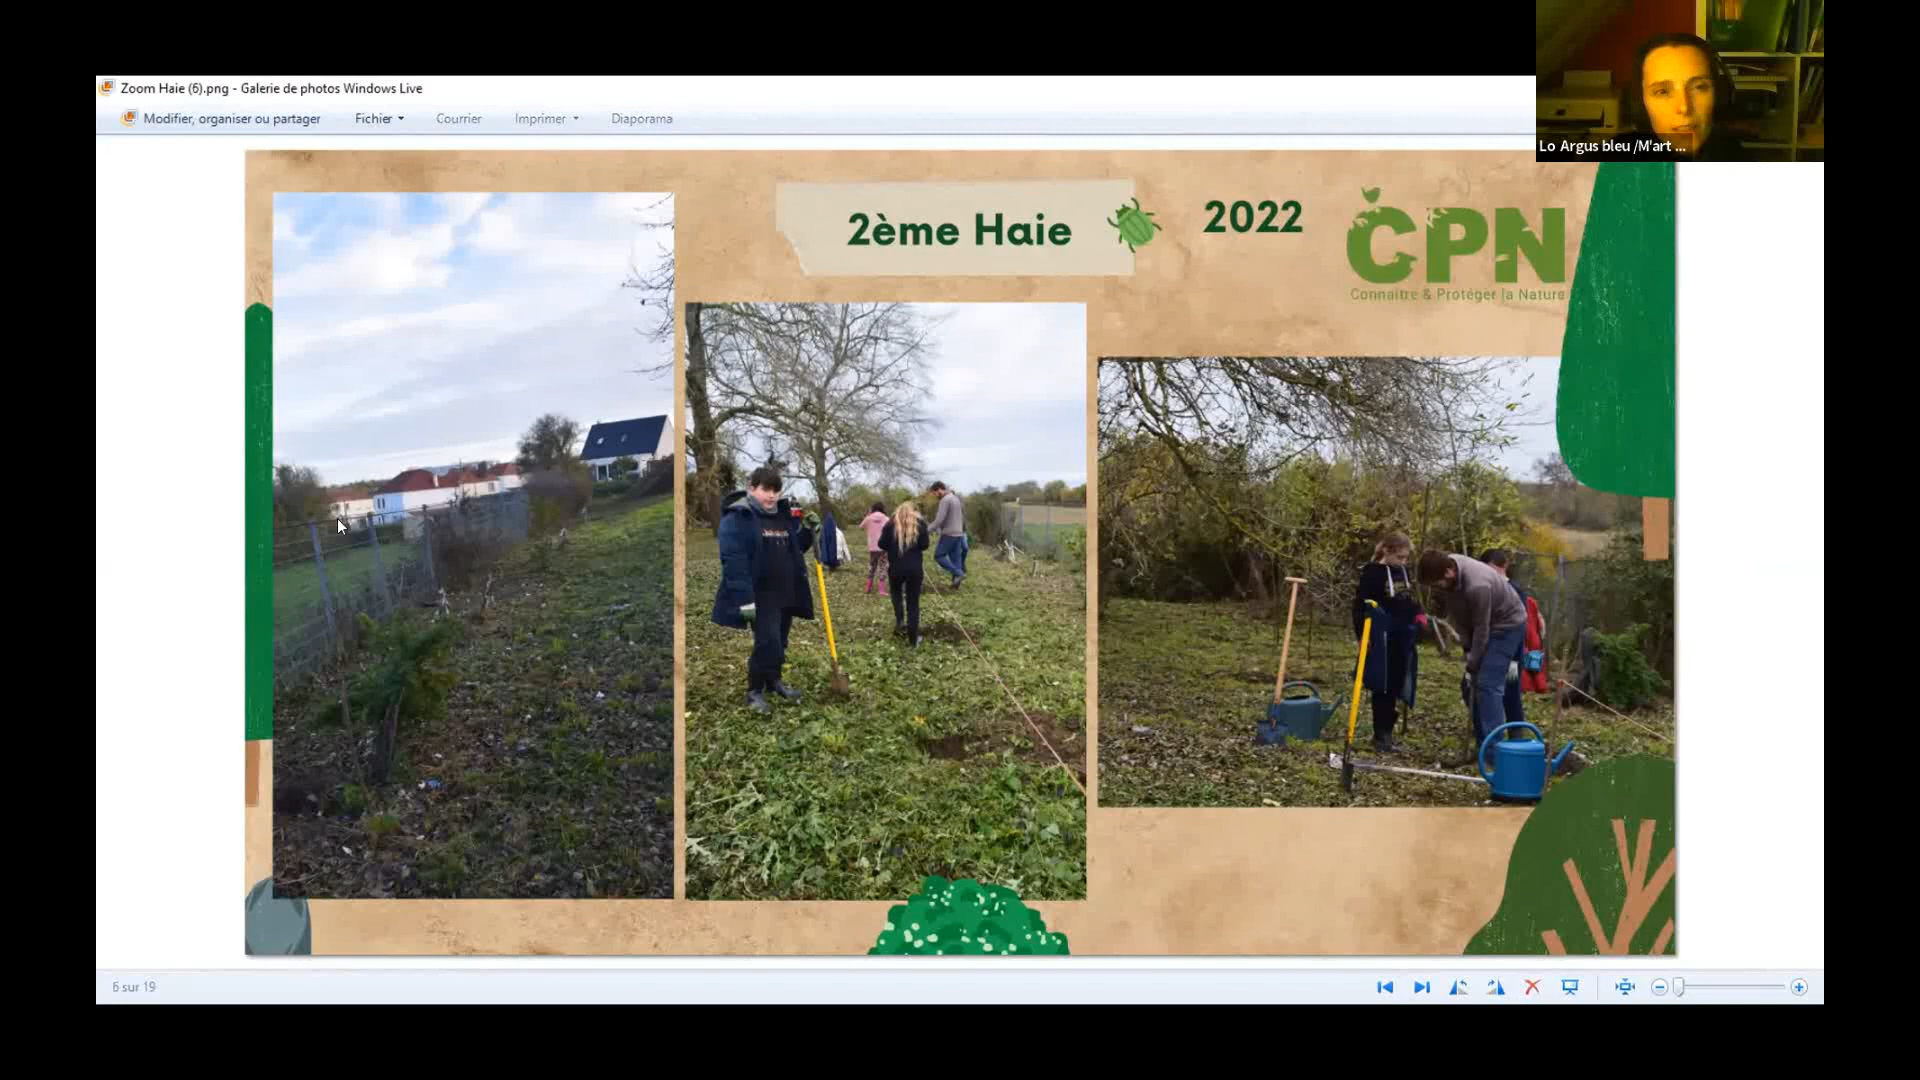 Zoom Haie (6).png - Galerie de photos Windows Live
Modifier, organiser ou partager Fichier Courrier Imprimer Diaporama
Lo Argus bleu /M'art ...
2ème Haie
2022
CPN
Connaître & Protéger la Nature
6 sur 19